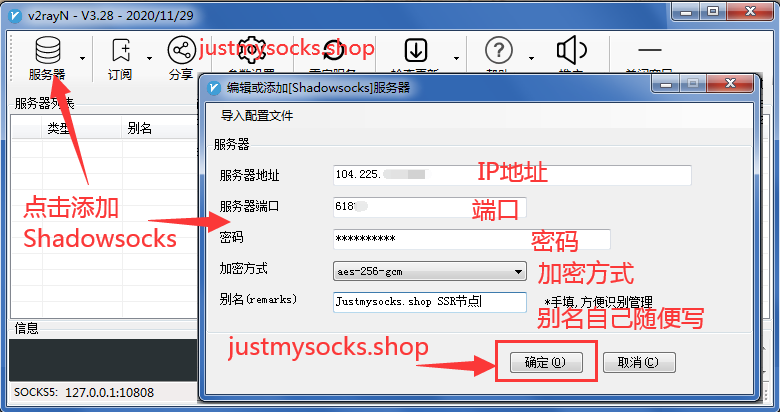 v2rayN - V3.28 - 2020/11/29
服务器
订阅
分享
justmysocks.shop
服务器列表
类型
别名
编辑或添加[Shadowsocks]服务器
导入配置文件
服务器
服务器地址
104.225.
IP地址
服务器端口
618
端口
密码
**********
密码
加密方式
aes-256-gcm
加密方式
别名(remarks)
Justmysocks.shop SSR节点
*手填,方便识别管理
别名自己随便写
点击添加
Shadowsocks
信息
justmysocks.shop
确定(O)
取消(C)
SOCKS5: 127.0.0.1:10808